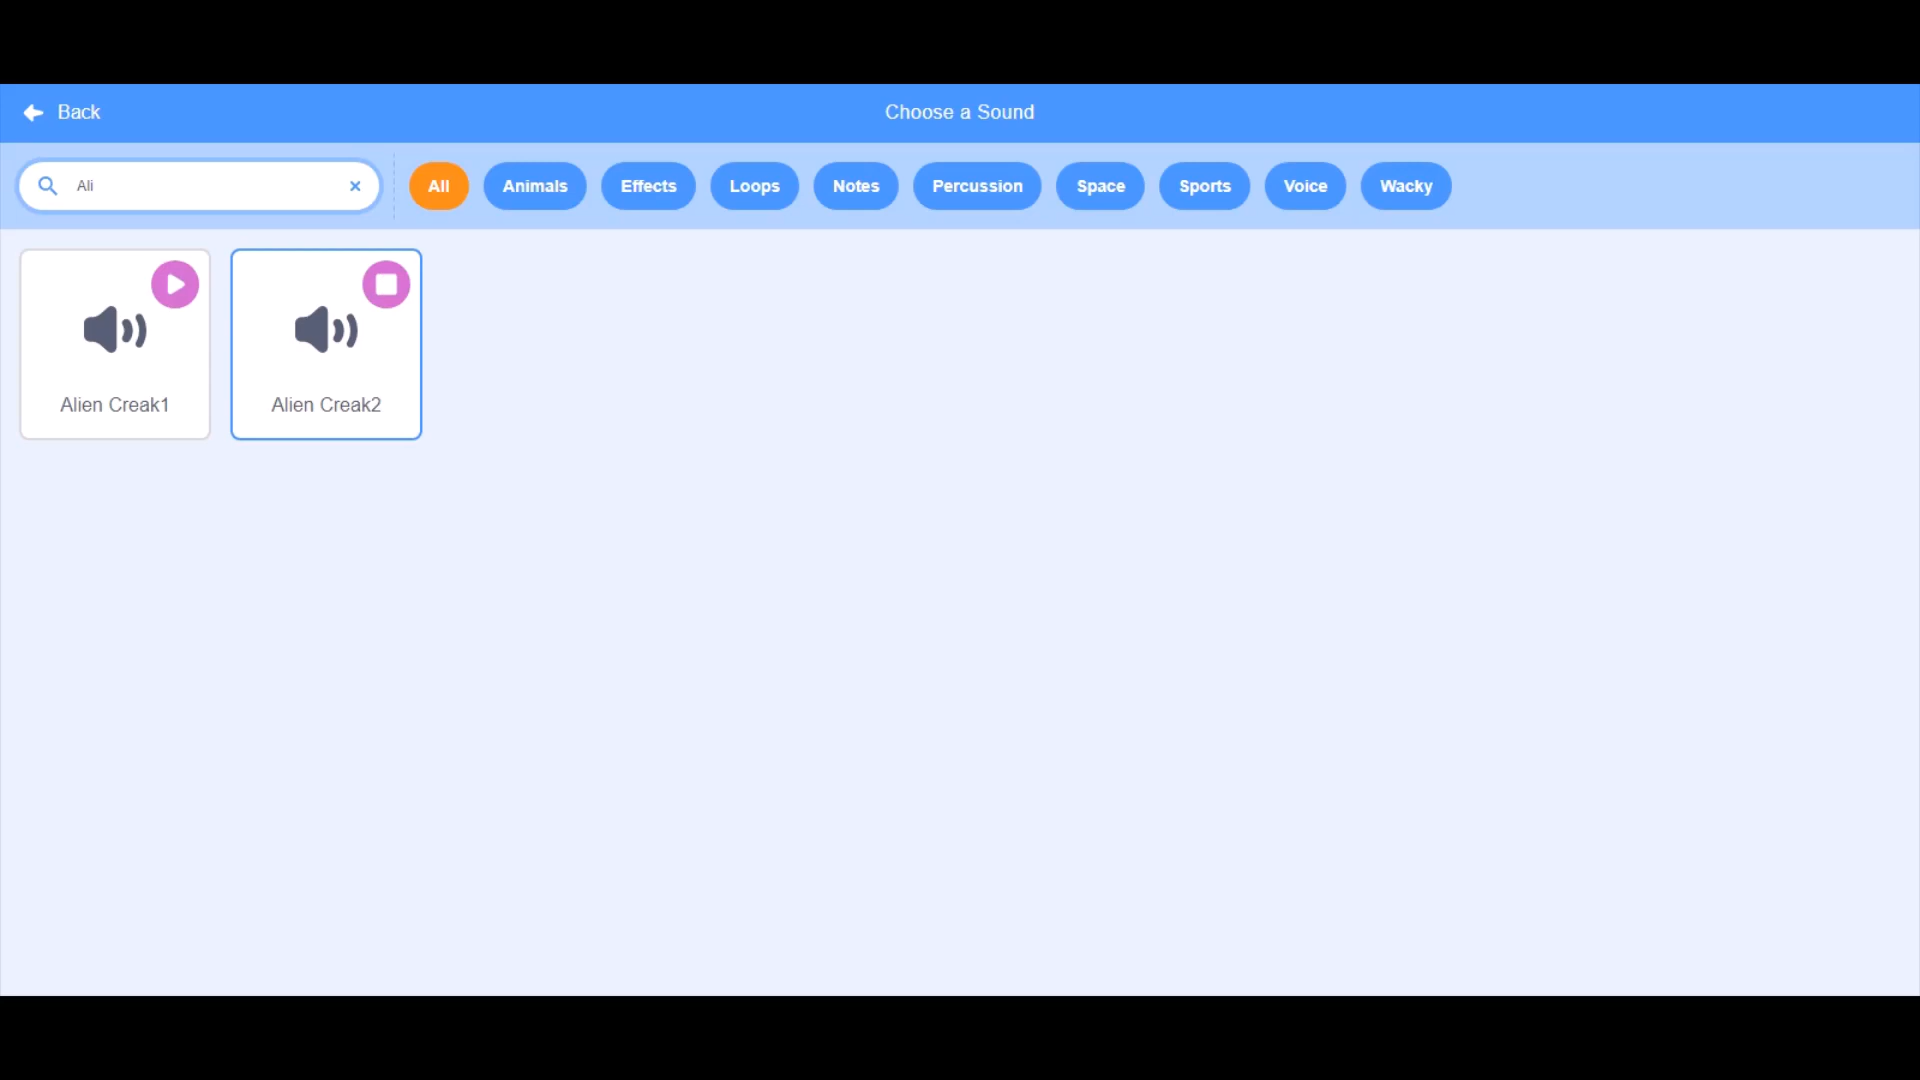 Back
Choose a Sound
Ali
All Animals Effects Loops Notes Percussion Space Sports Voice Wacky
Alien Creak1
Alien Creak2